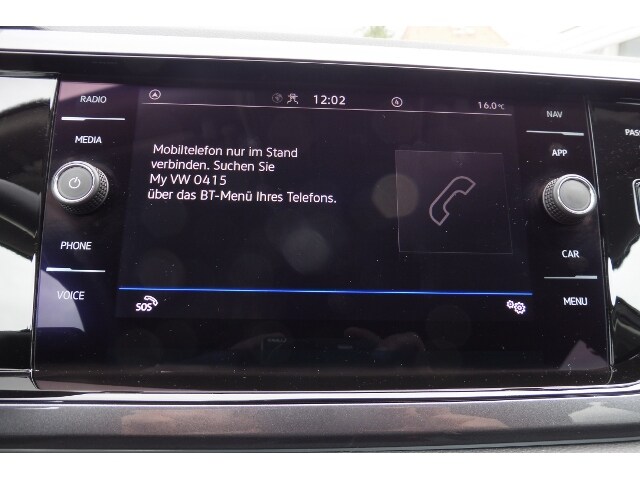 RADIO
12:02
16.0°C
NAV
PASS
MEDIA
APP
Mobiltelefon nur im Stand
verbinden. Suchen Sie
My VW 0415
über das BT-Menü Ihres Telefons.
PHONE
CAR
VOICE
SOS
MENU